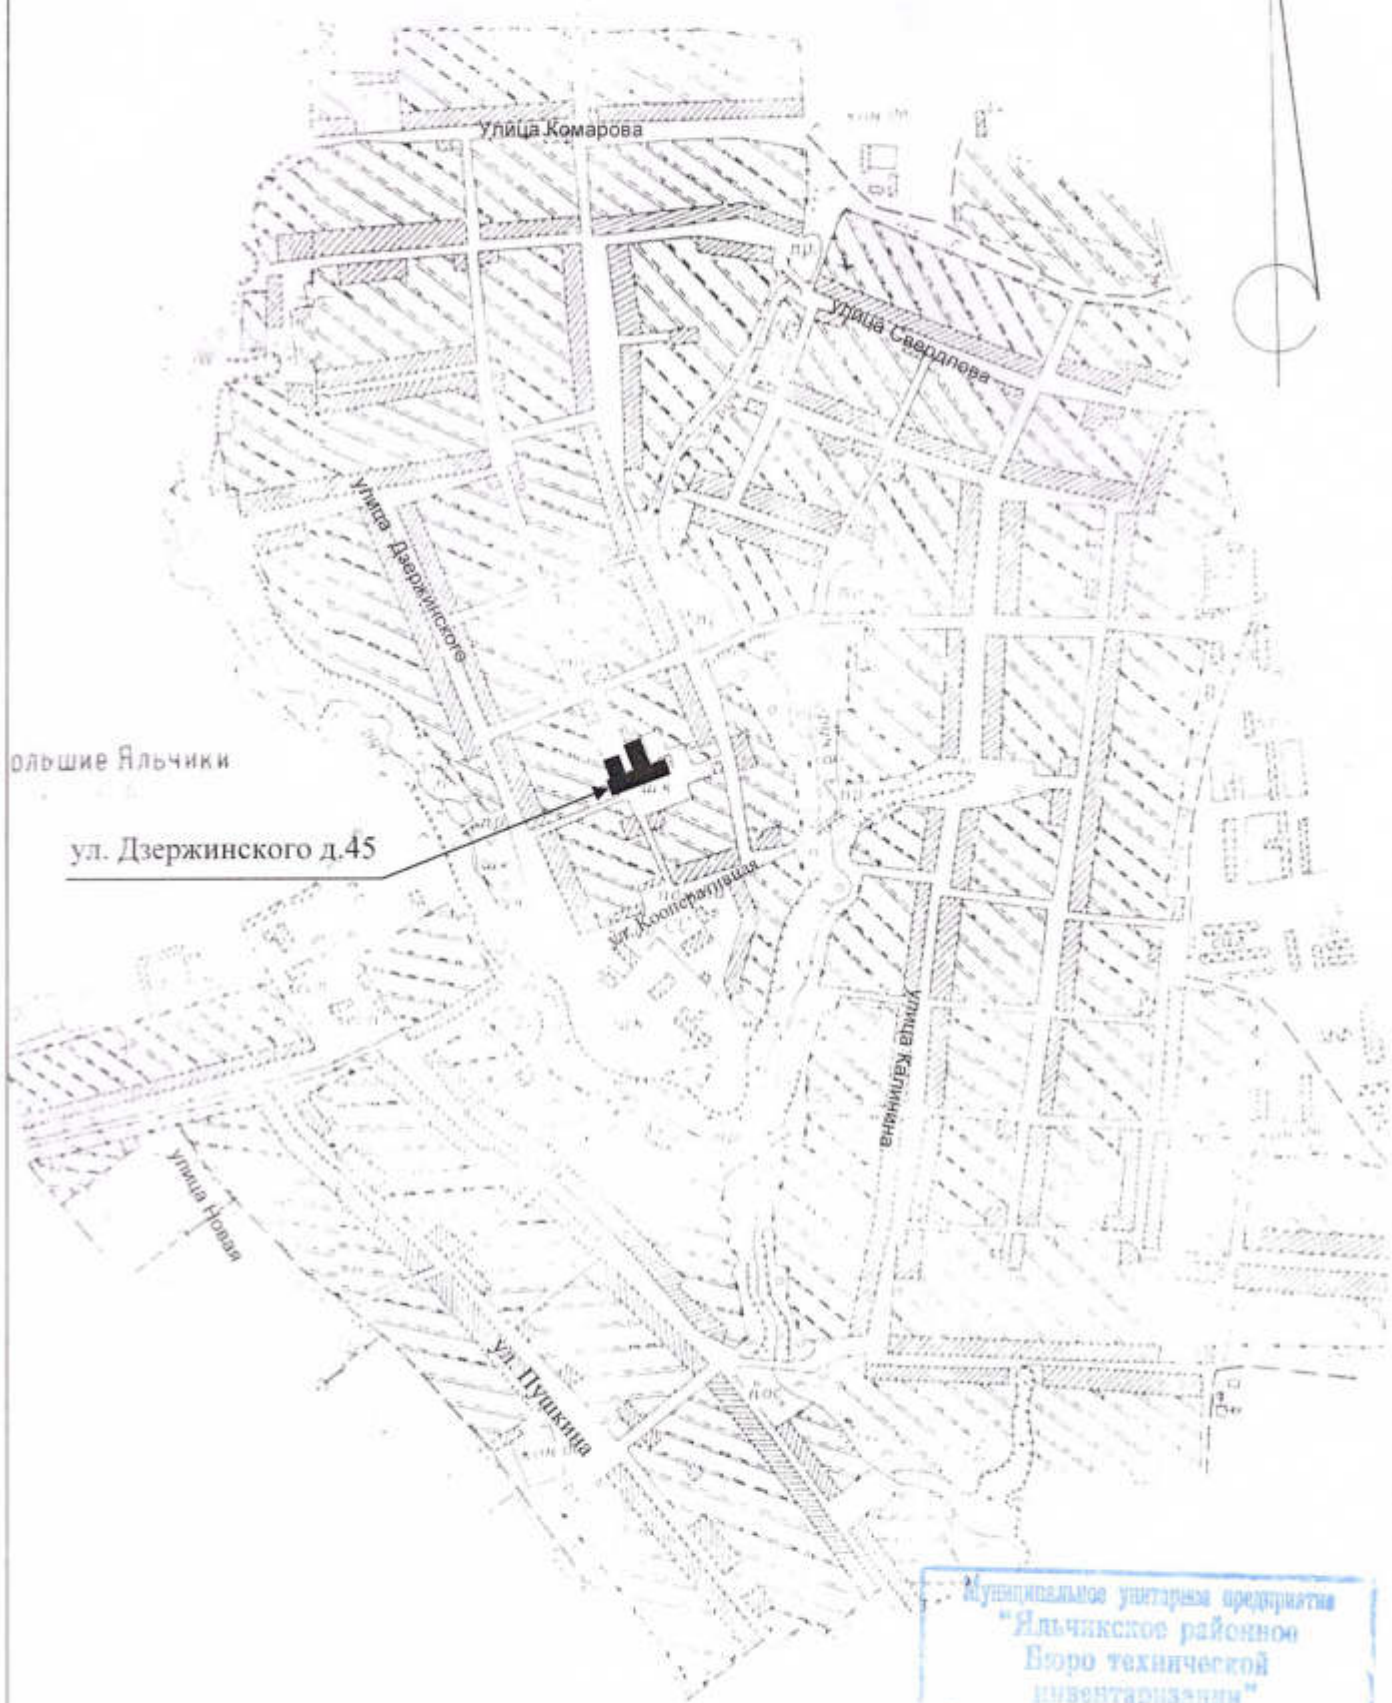 Улица Комарова
улица Свердлова
улица Дзержинского
ольшие Яльчики
ул. Дзержинского д.45
ул. Кооперативная
улица Калинина
улица Новая
ул. Пушкина
Муниципальное унитарное предприятие
"Яльчикское районное
Бюро технической
инвентаризации"